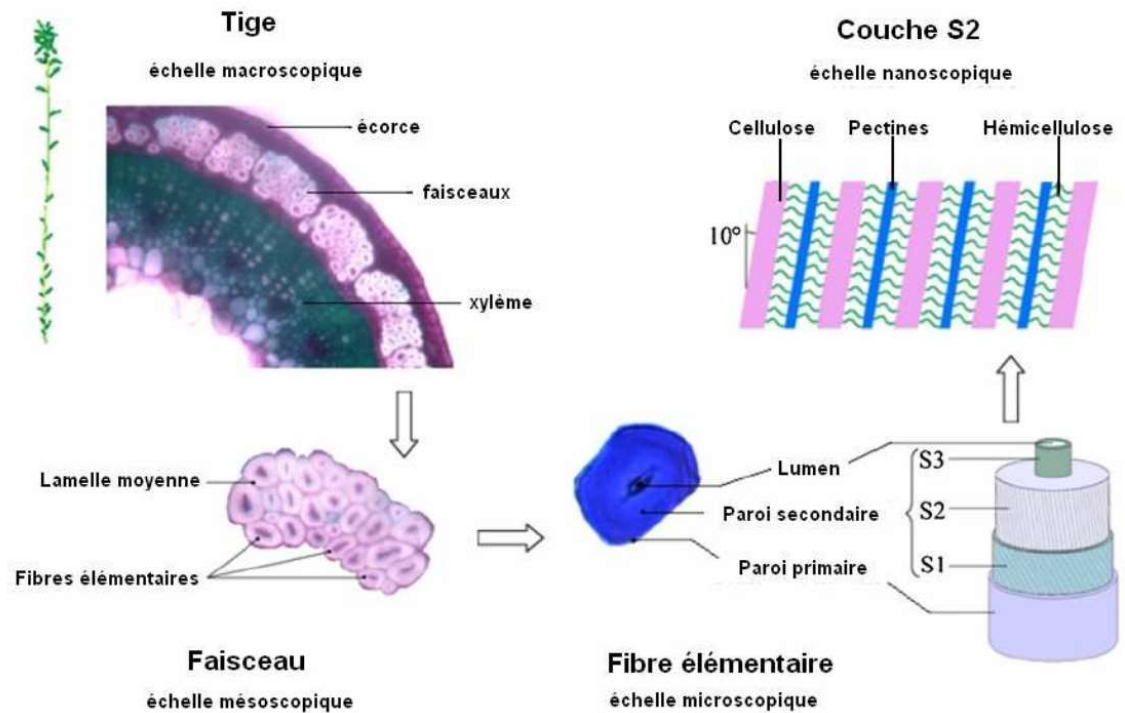 Tige
échelle macroscopique
écorce
faisceaux
xylème
Couche S2
échelle nanoscopique
Cellulose
Pectines
Hémicellulose
10°
Lamelle moyenne
Fibres élémentaires
Faisceau
échelle mésoscopique
Lumen
Paroi secondaire
Paroi primaire
S3
S2
S1
Fibre élémentaire
échelle microscopique